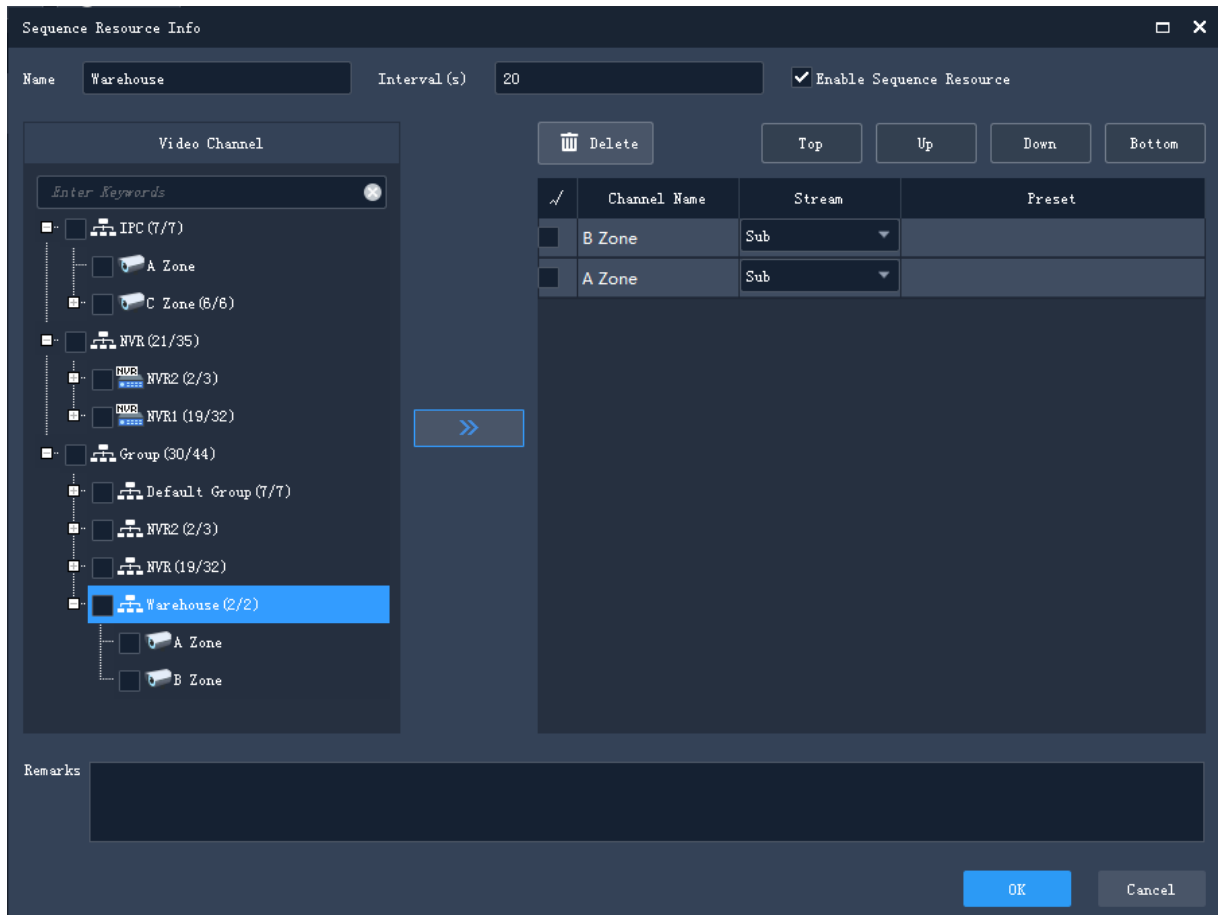 Sequence Resource Info
Name Warehouse Interval(s) 20 Enable Sequence Resource
Video Channel
Enter Keywords
IPC(7/7)
A Zone
C Zone(6/6)
NVR(21/35)
NVR NVR2(2/3)
NVR NVR1(19/32)
Group(30/44)
Default Group(7/7)
NVR2(2/3)
NVR(19/32)
Warehouse(2/2)
A Zone
B Zone
Delete Top Up Down Bottom
Channel Name Stream Preset
B Zone Sub
A Zone Sub
Remarks
OK Cancel